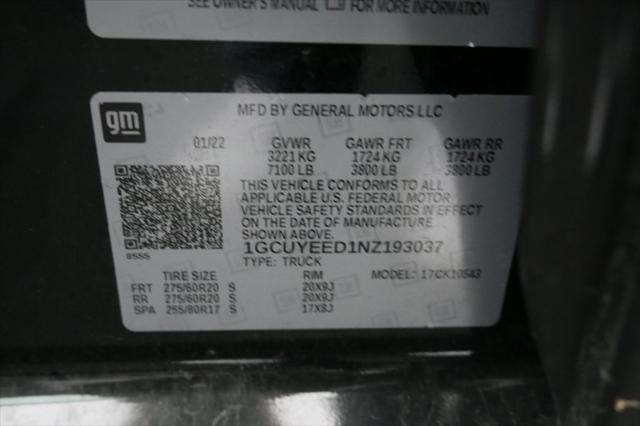 SEE OWNER'S MANUAL FOR MORE INFORMATION
gm
MFD BY GENERAL MOTORS LLC
01/22 GVWR GAWR FRT GAWR RR
3221 KG 1724 KG 1724 KG
7100 LB 3800 LB 3800 LB
THIS VEHICLE CONFORMS TO ALL
APPLICABLE U.S. FEDERAL MOTOR
VEHICLE SAFETY STANDARDS IN EFFECT
ON THE DATE OF MANUFACTURE
SHOWN ABOVE.
8555
1GCUYEED1NZ193037
TYPE: TRUCK MODEL: 17CK10543
TIRE SIZE RIM
FRT 275/60R20 S 20X9J
RR 275/60R20 S 20X9J
SPA 255/80R17 S 17X8J